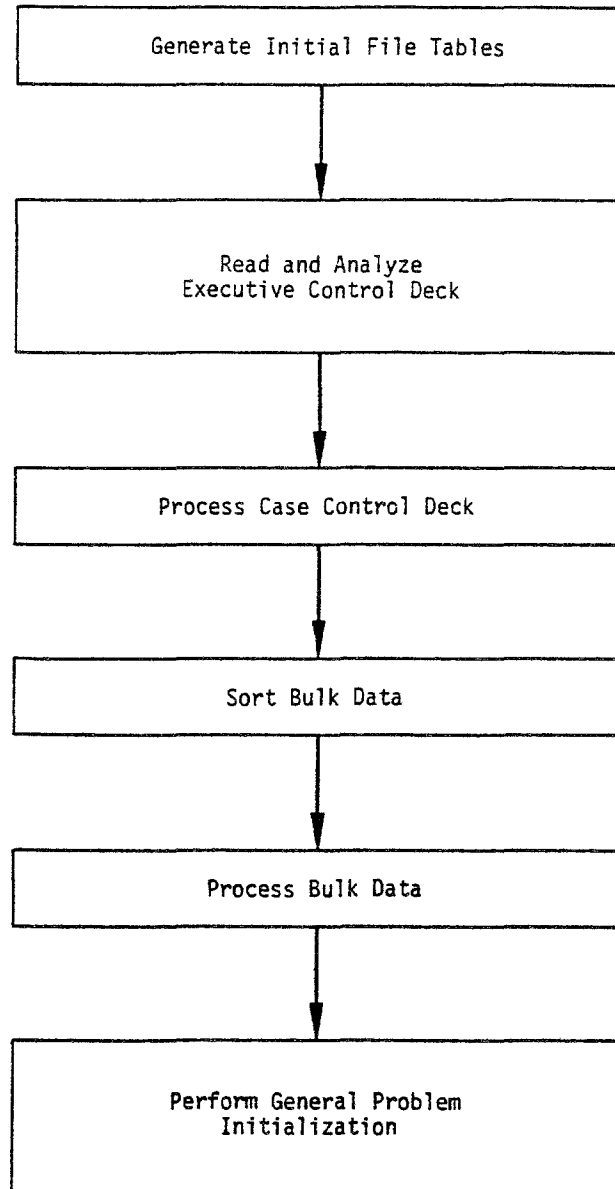 Generate Initial File Tables
Read and Analyze
Executive Control Deck
Process Case Control Deck
Sort Bulk Data
Process Bulk Data
Perform General Problem
Initialization